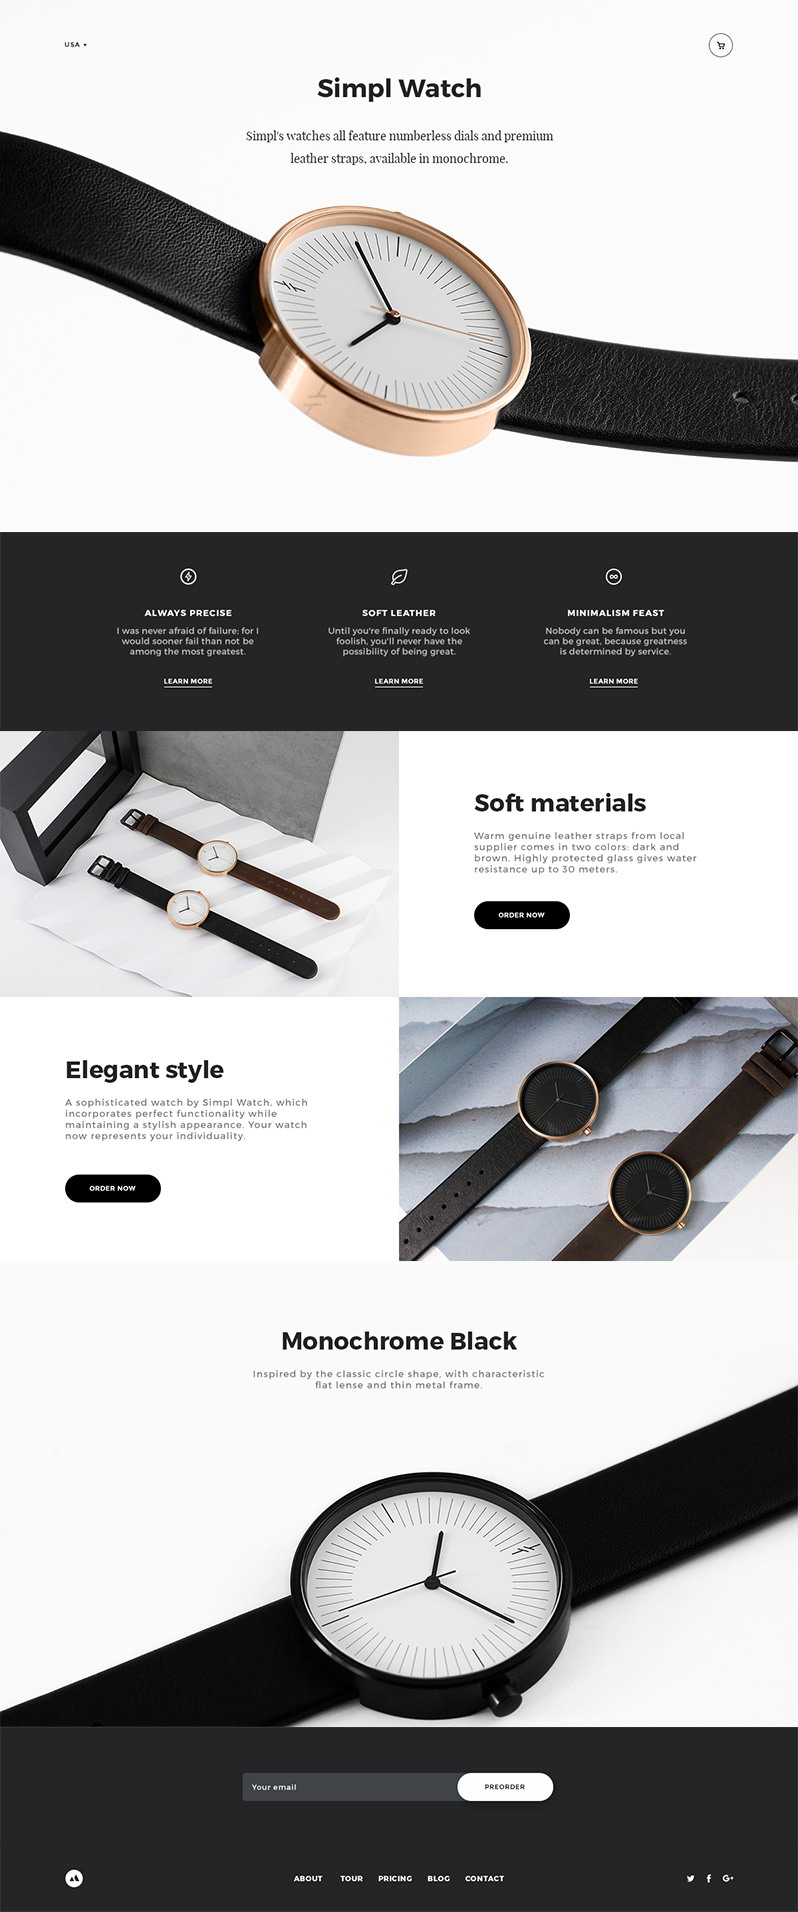 USA
Simpl Watch
Simpl's watches all feature numberless dials and premium
leather straps, available in monochrome.
ALWAYS PRECISE
I was never afraid of failure; for I
would sooner fail than not be
among the most greatest.
LEARN MORE
SOFT LEATHER
Until you're finally ready to look
foolish, you'll never have the
possibility of being great.
LEARN MORE
MINIMALISM FEAST
Nobody can be famous but you
can be great, because greatness
is determined by service.
LEARN MORE
Soft materials
Warm genuine leather straps from local
supplier comes in two colors: dark and
brown. Highly protected glass gives water
resistance up to 30 meters.
ORDER NOW
Elegant style
A sophisticated watch by Simpl Watch, which
incorporates perfect functionality while
maintaining a stylish appearance. Your watch
now represents your individuality.
ORDER NOW
Monochrome Black
Inspired by the classic circle shape, with characteristic
flat lense and thin metal frame.
Your email
PREORDER
ABOUT TOUR PRICING BLOG CONTACT